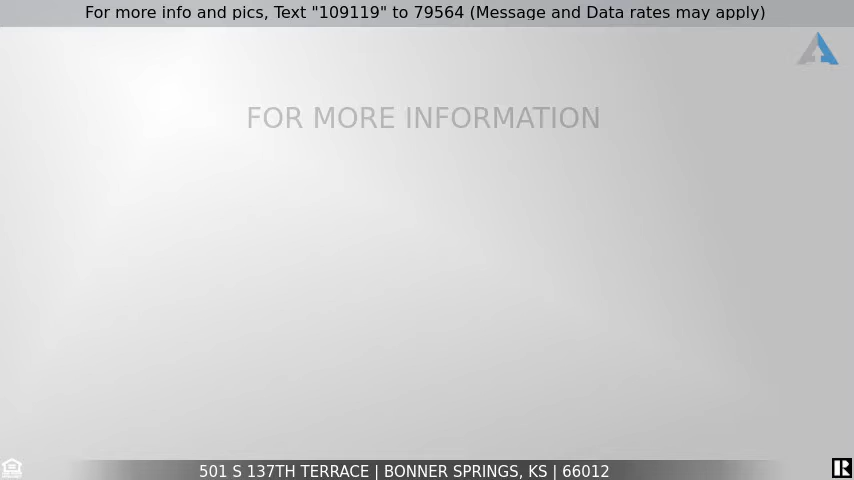 For more info and pics, Text "109119" to 79564 (Message and Data rates may apply)
FOR MORE INFORMATION
501 S 137TH TERRACE | BONNER SPRINGS, KS | 66012